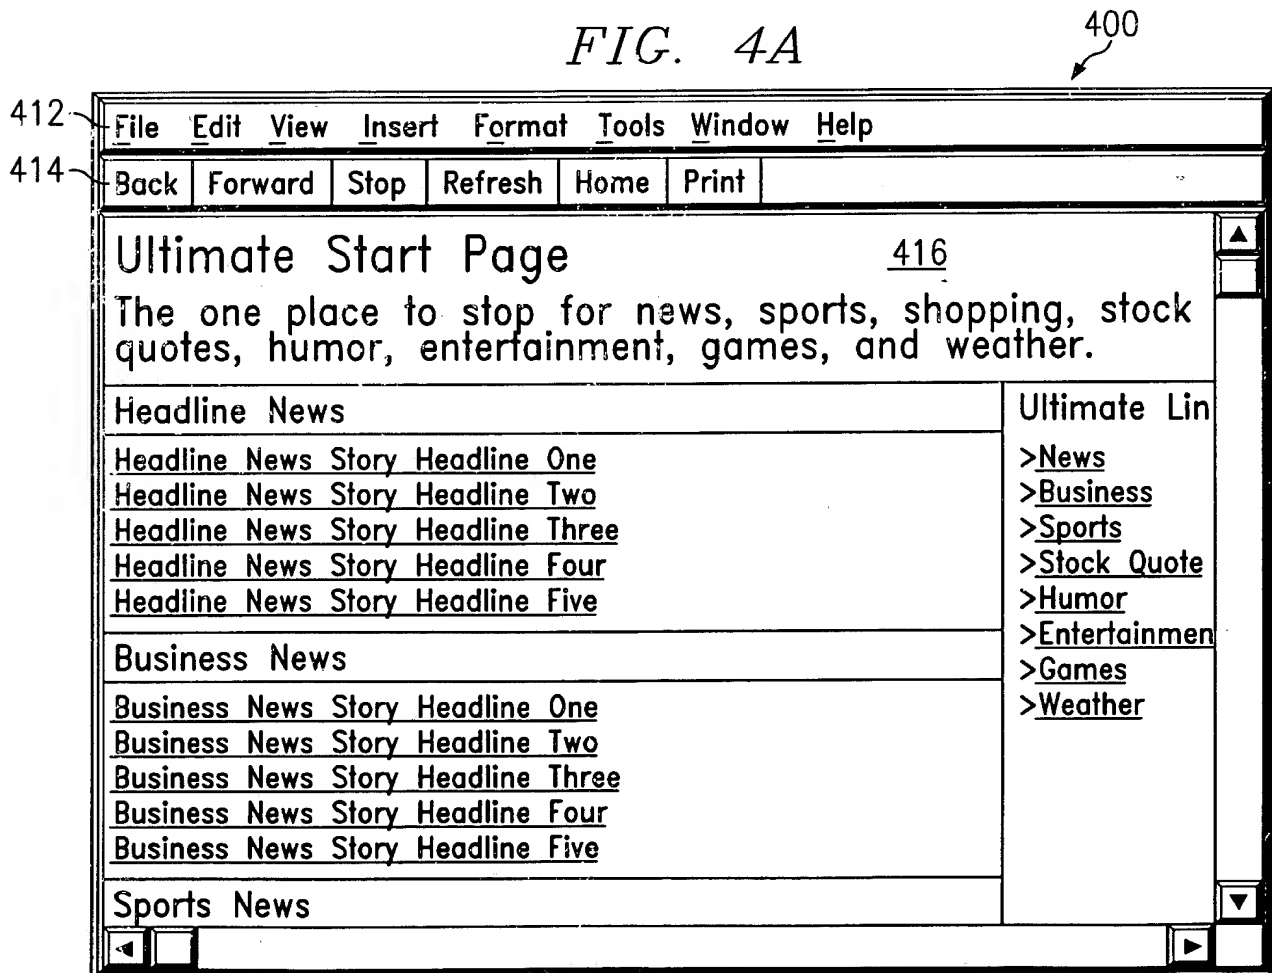 FIG. 4A
400
412
File Edit View Insert Format Tools Window Help
414
Back Forward Stop Refresh Home Print
Ultimate Start Page
416
The one place to stop for news, sports, shopping, stock
quotes, humor, entertainment, games, and weather.
Headline News
Headline News Story Headline One
Headline News Story Headline Two
Headline News Story Headline Three
Headline News Story Headline Four
Headline News Story Headline Five
Business News
Business News Story Headline One
Business News Story Headline Two
Business News Story Headline Three
Business News Story Headline Four
Business News Story Headline Five
Sports News
Ultimate Lin
>News
>Business
>Sports
>Stock Quote
>Humor
>Entertainmen
>Games
>Weather